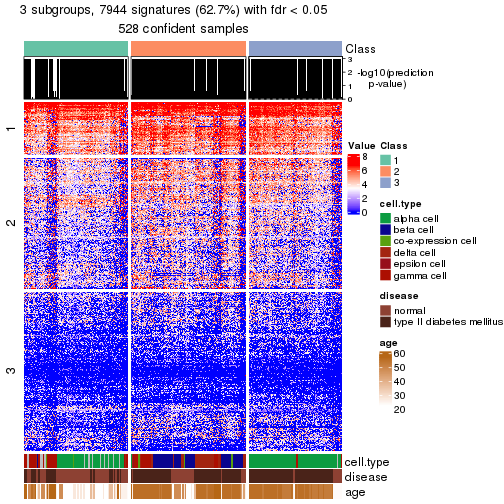 3 subgroups, 7944 signatures (62.7%) with fdr < 0.05
528 confident samples
Class
3
2
1
0
-log10(prediction
p-value)
1
2
3
Value
8
6
4
2
0
Class
1
2
3
cell.type
alpha cell
beta cell
co-expression cell
delta cell
epsilon cell
gamma cell
disease
normal
type II diabetes mellitus
age
60
50
40
30
20
cell.type
disease
age